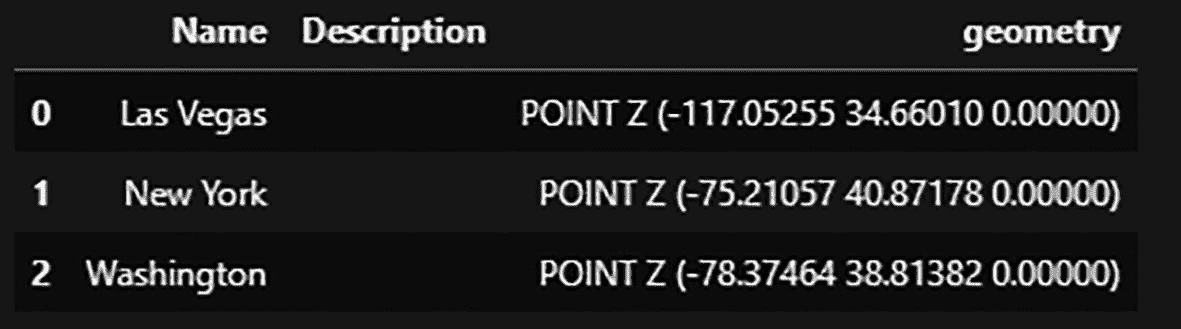 Name Description geometry
0 Las Vegas POINT Z (-117.05255 34.66010 0.00000)
1 New York POINT Z (-75.21057 40.87178 0.00000)
2 Washington POINT Z (-78.37464 38.81382 0.00000)